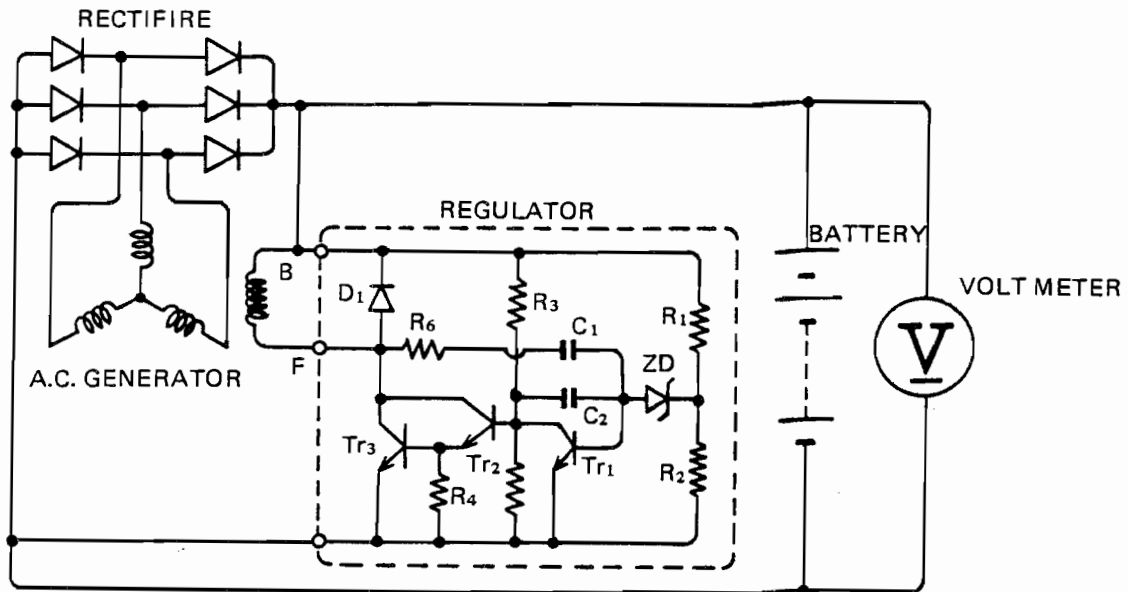 RECTIFIRE
REGULATOR
BATTERY
B
D1
R3
R1
VOLT METER
R6
C1
V
F
ZD
A.C. GENERATOR
C2
Tr3
Tr2
Tr1
R2
R4